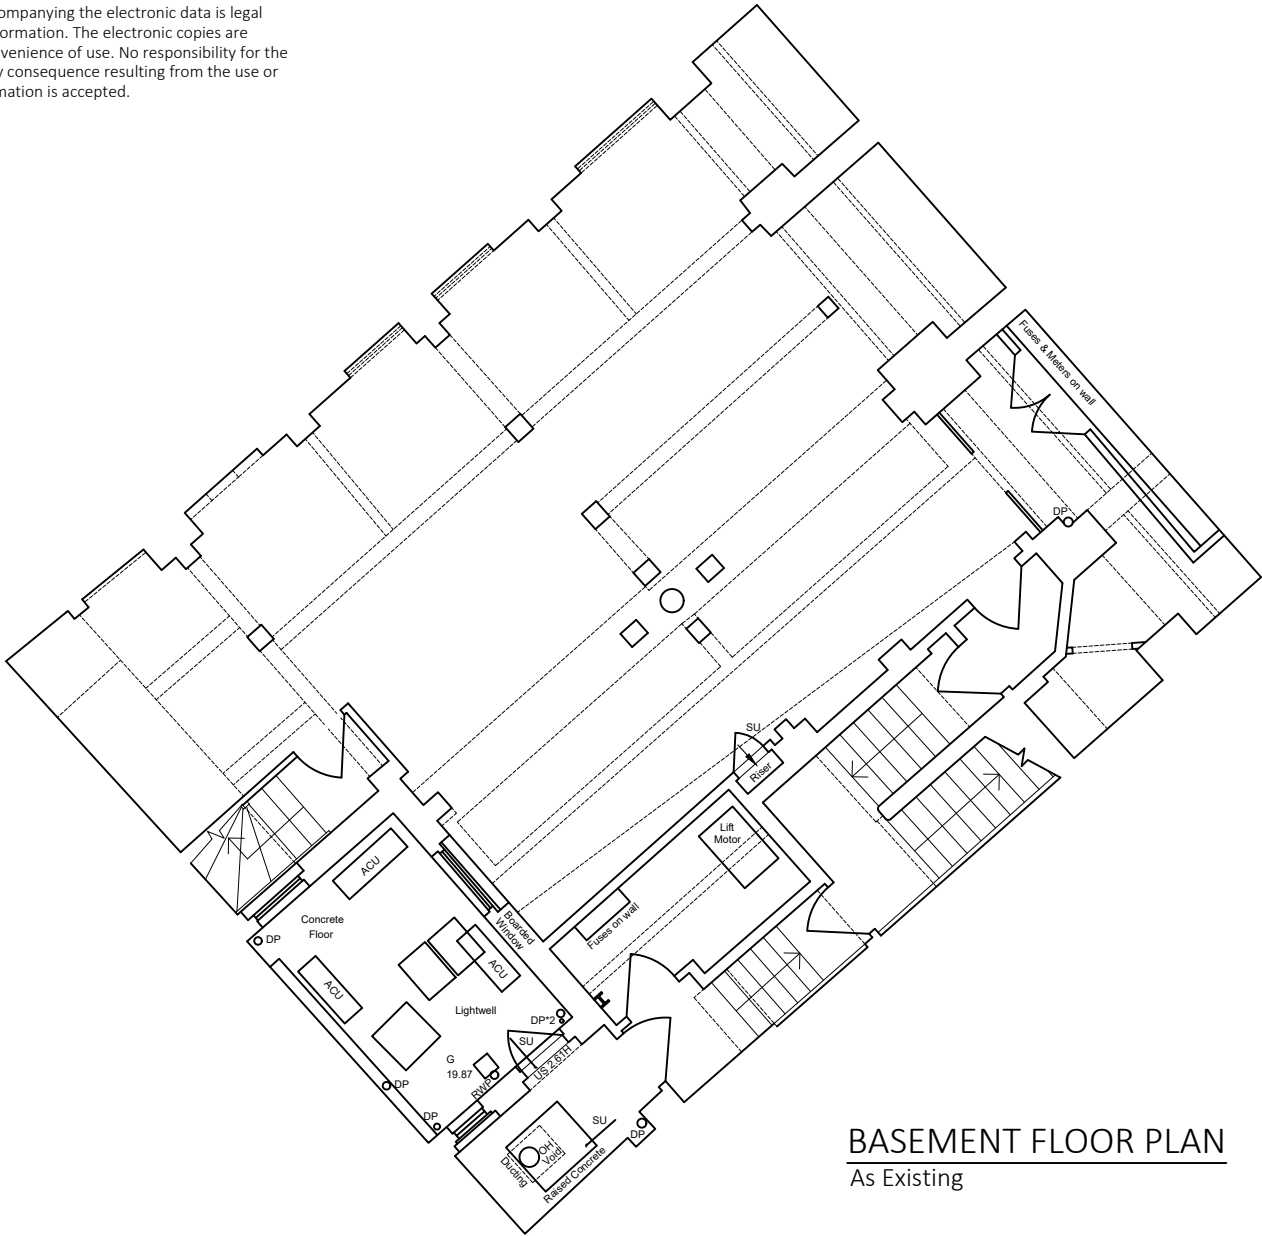 ompanying the electronic data is legal
formation. The electronic copies are
venience of use. No responsibility for the
y consequence resulting from the use or
mation is accepted.
Fuses & Meters on wall
DP
SU
Riser
Lift
Motor
ACU
Fuses on wall
Boarded
Window
Concrete
Floor
DP
ACU
ACU
Lightwell
DP*2
SU
US 2.61H
G
19.87
RWP
DP
DP
SU
DP
OH
Void
Ducting
Raised Concrete
BASEMENT FLOOR PLAN
As Existing